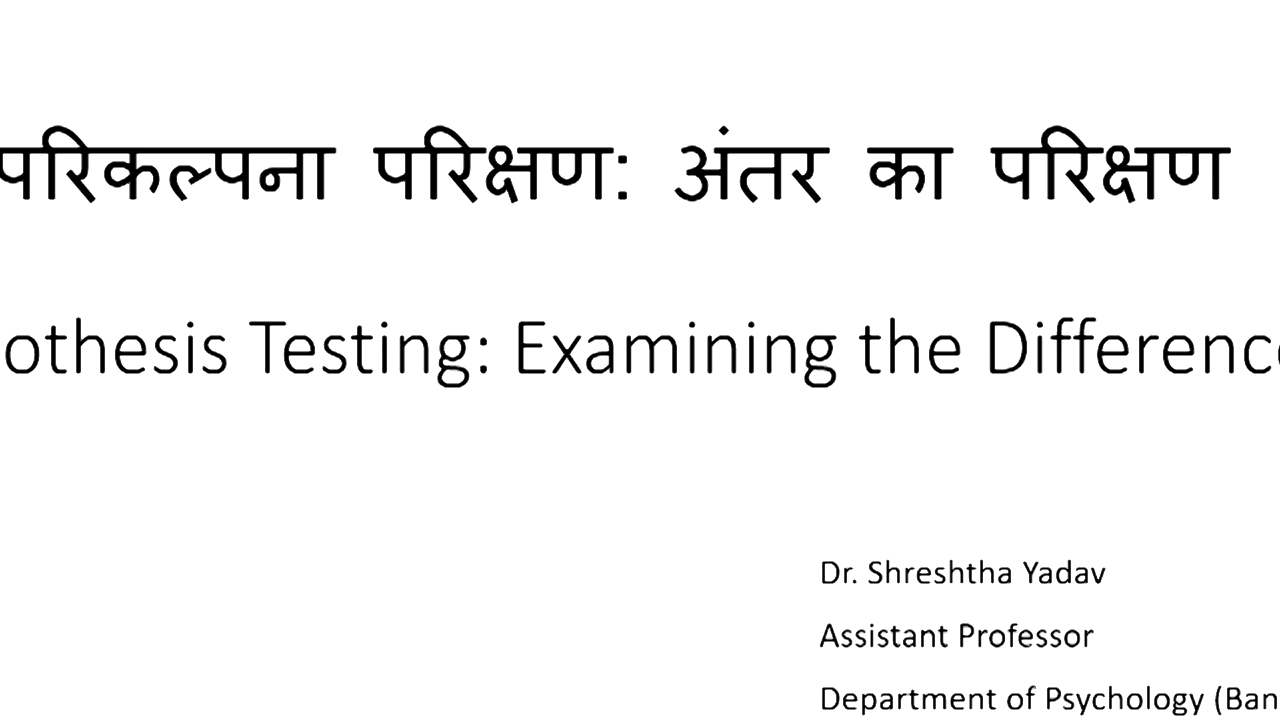 परिकल्पना परिक्षण: अंतर का परिक्षण
othesis Testing: Examining the Differenc
Dr. Shreshtha Yadav
Assistant Professor
Department of Psychology (Ban